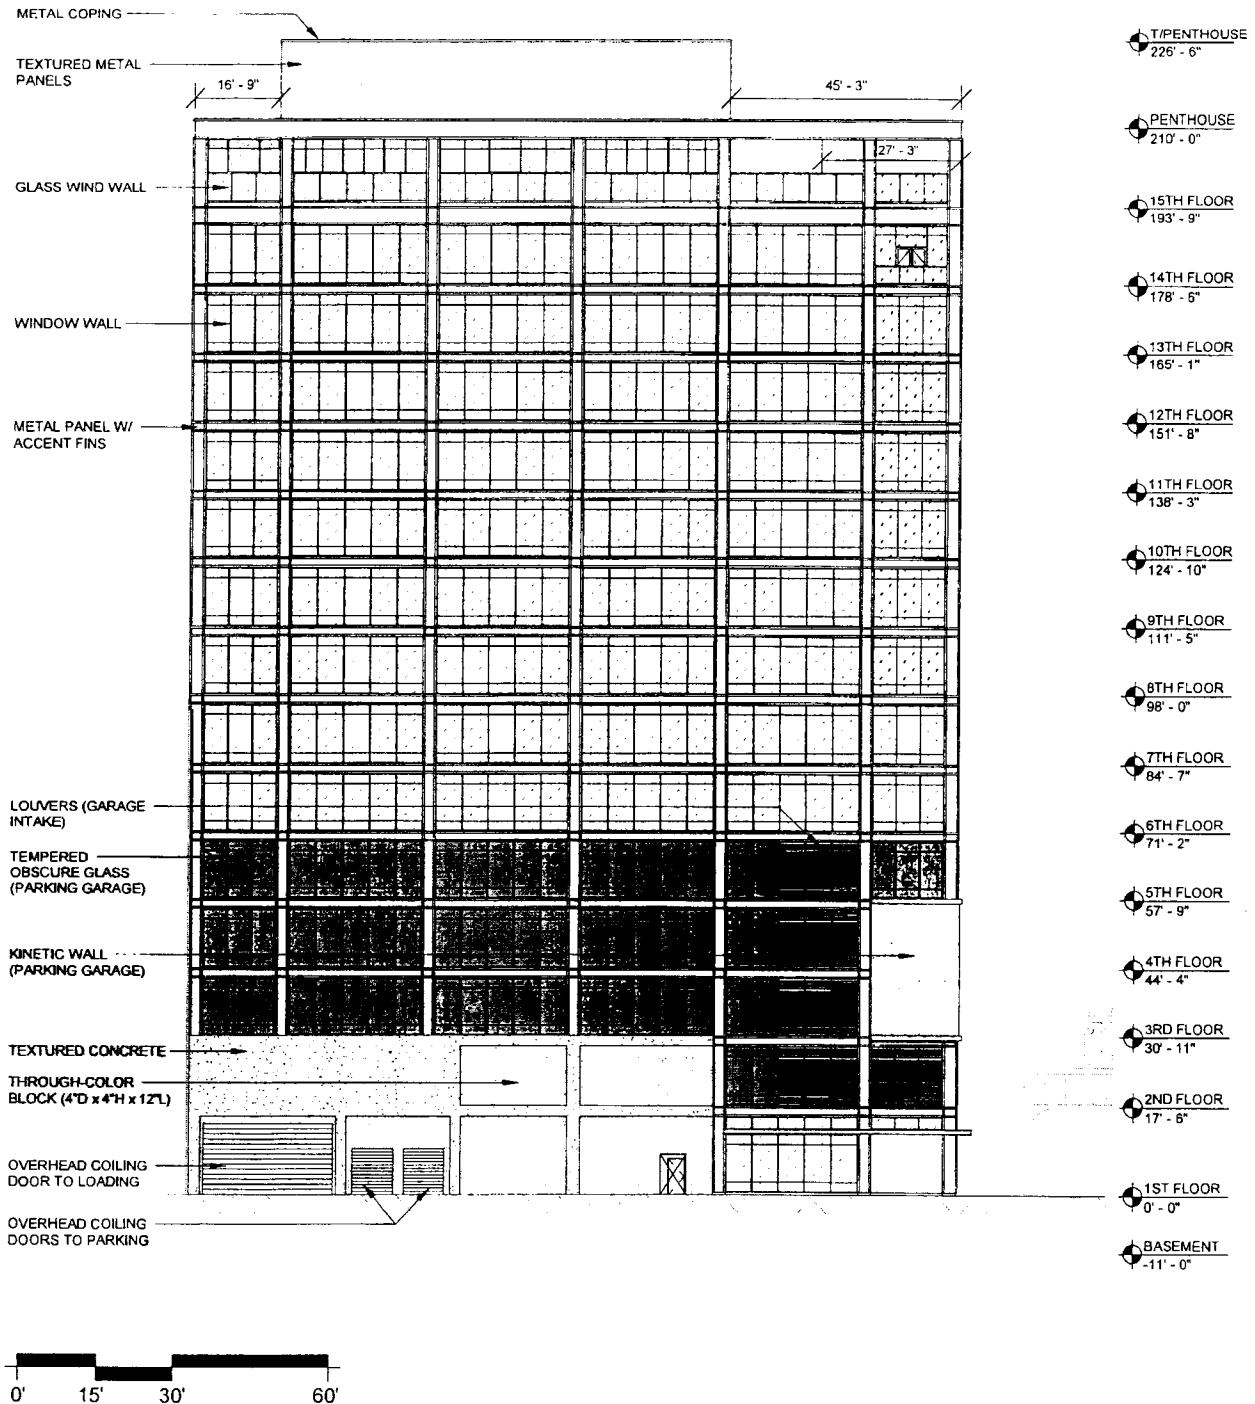 METAL COPING
TEXTURED METAL
PANELS
16' - 9"
45' - 3"
27' - 3"
GLASS WIND WALL
WINDOW WALL
METAL PANEL W/
ACCENT FINS
LOUVERS (GARAGE
INTAKE)
TEMPERED
OBSCURE GLASS
(PARKING GARAGE)
KINETIC WALL
(PARKING GARAGE)
TEXTURED CONCRETE
THROUGH-COLOR
BLOCK (4"D x 4"H x 12"L)
OVERHEAD COILING
DOOR TO LOADING
OVERHEAD COILING
DOORS TO PARKING
T/PENTHOUSE
226' - 6"
PENTHOUSE
210' - 0"
15TH FLOOR
193' - 9"
14TH FLOOR
178' - 6"
13TH FLOOR
165' - 1"
12TH FLOOR
151' - 8"
11TH FLOOR
138' - 3"
10TH FLOOR
124' - 10"
9TH FLOOR
111' - 5"
8TH FLOOR
98' - 0"
7TH FLOOR
84' - 7"
6TH FLOOR
71' - 2"
5TH FLOOR
57' - 9"
4TH FLOOR
44' - 4"
3RD FLOOR
30' - 11"
2ND FLOOR
17' - 6"
1ST FLOOR
0' - 0"
BASEMENT
-11' - 0"
0' 15' 30' 60'